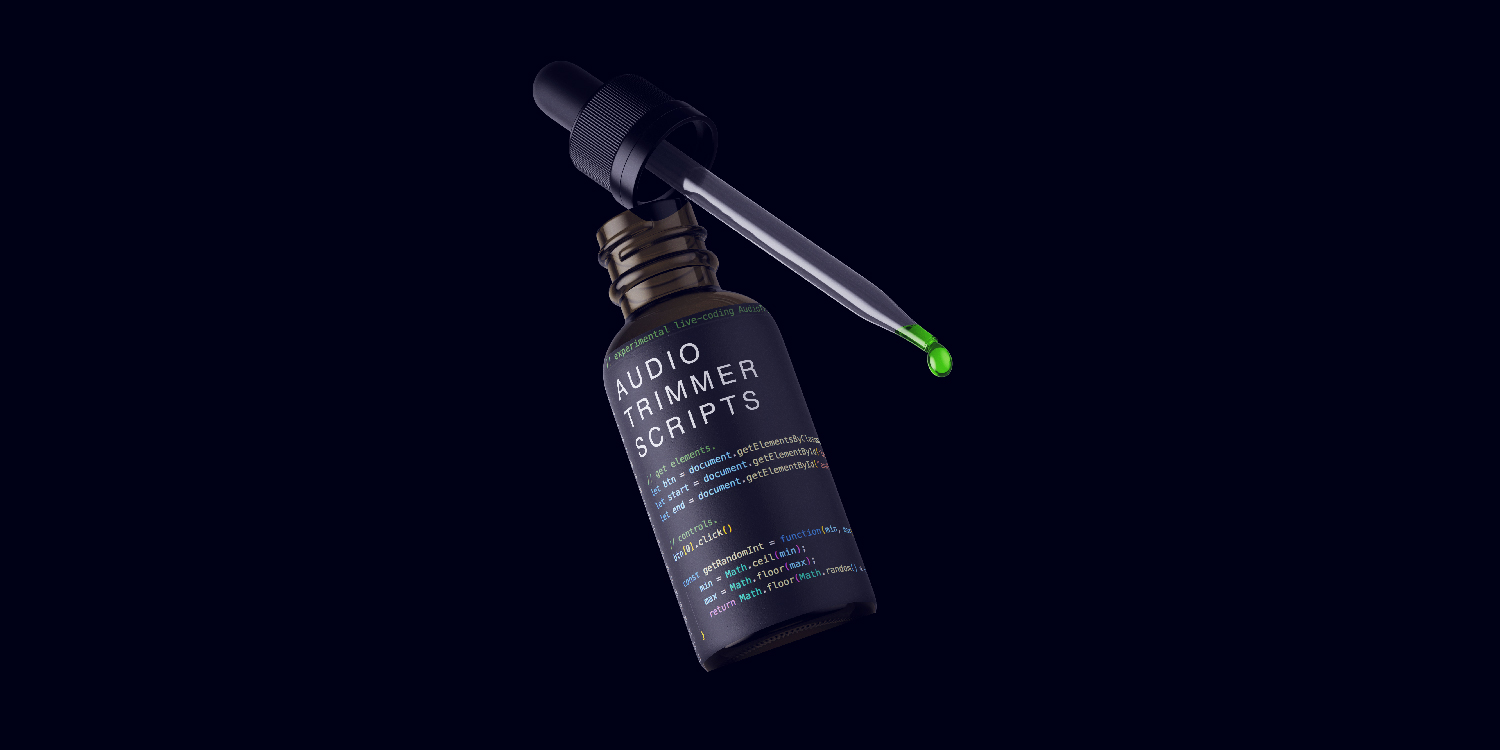 experimental live-coding
AUDIO
TRIMMER
SCRIPTS
// get elements.
let btn = document.getElementsByClass
let start = document.getElementById(
let end = document.getElementById(
// controls.
btn[0].click()
const getRandomInt = function(min,
min = Math.ceil(min);
max = Math.floor(max);
return Math.floor(Math.random()
}